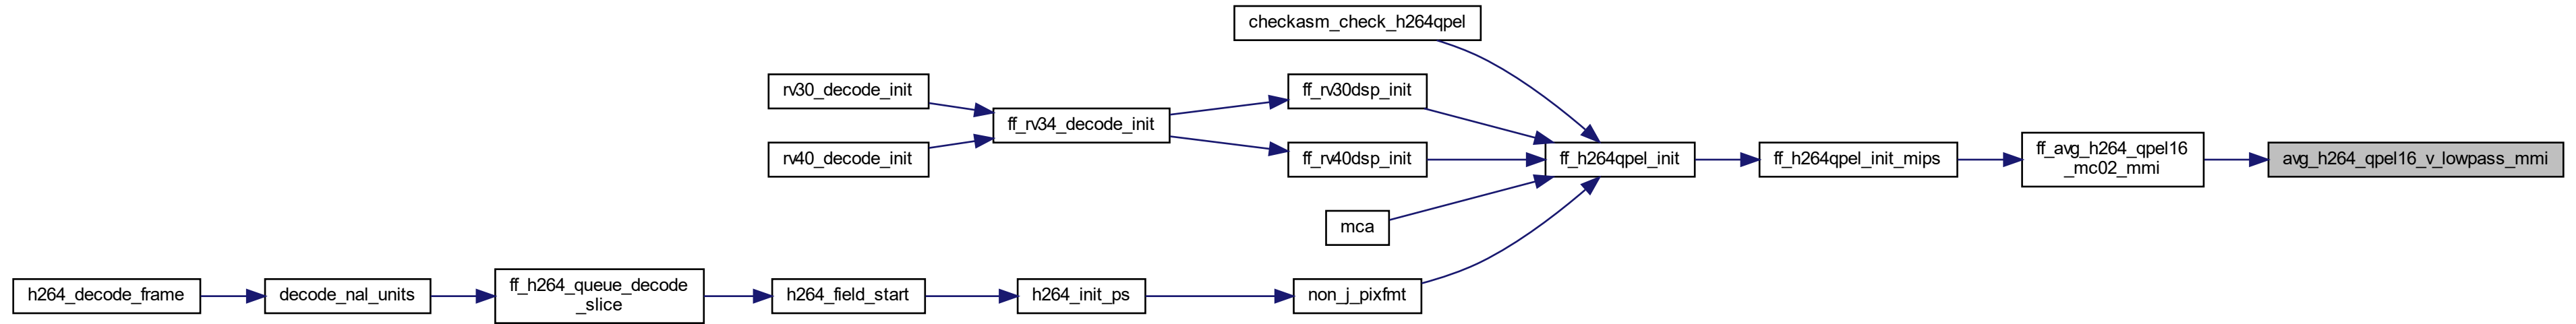 checkasm_check_h264qpel
rv30_decode_init
ff_rv30dsp_init
ff_rv34_decode_init
rv40_decode_init
ff_rv40dsp_init
ff_h264qpel_init
ff_h264qpel_init_mips
ff_avg_h264_qpel16
_mc02_mmi
avg_h264_qpel16_v_lowpass_mmi
mca
h264_decode_frame
decode_nal_units
ff_h264_queue_decode
_slice
h264_field_start
h264_init_ps
non_j_pixfmt